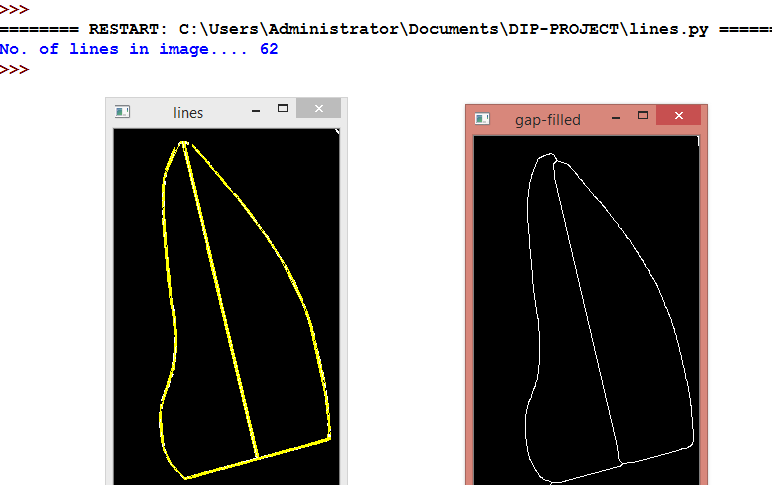 >>>
======== RESTART: C:\Users\Administrator\Documents\DIP-PROJECT\lines.py ======
No. of lines in image.... 62
>>>
lines
gap-filled